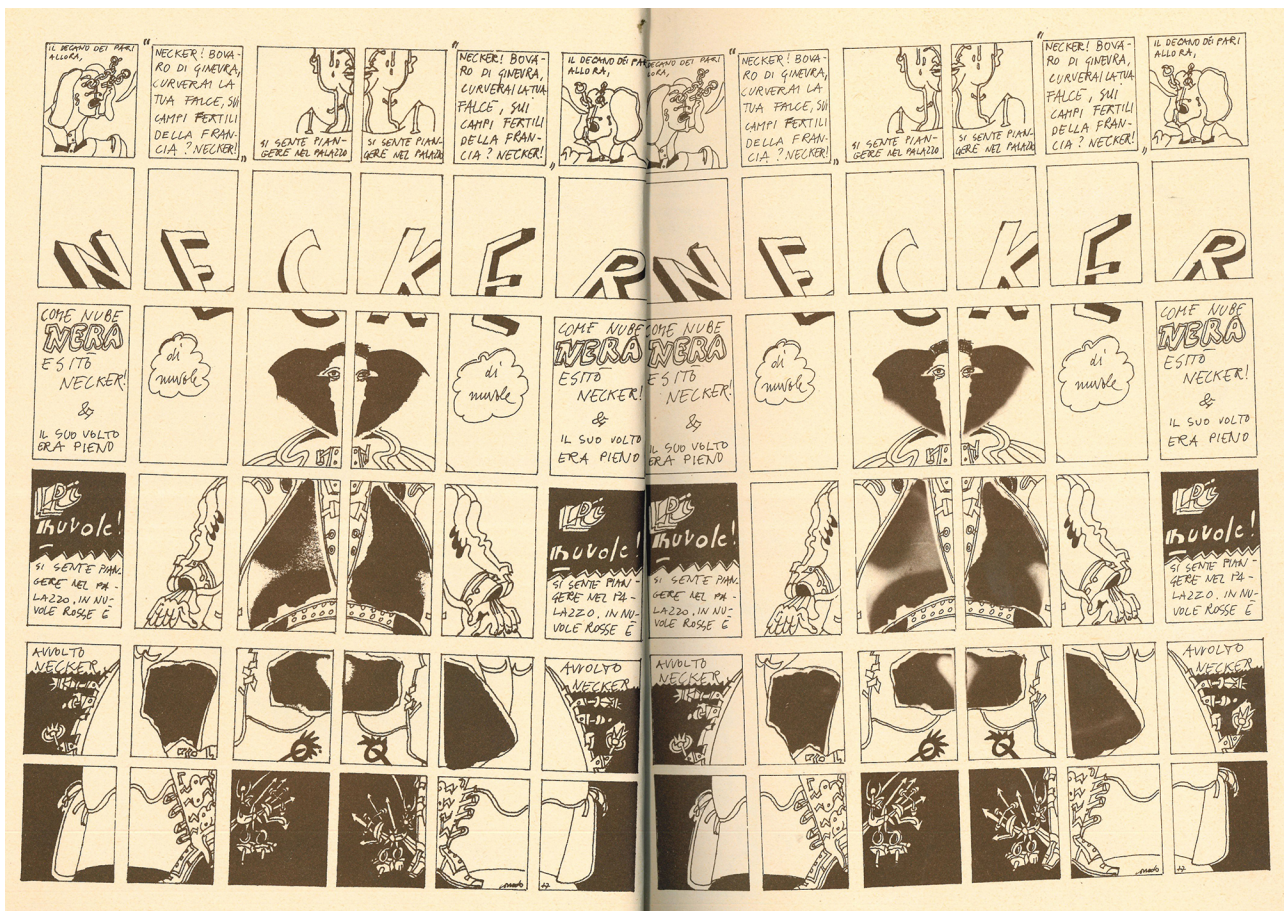 IL DECANO DEI PARI
ALLORA,
"NECKER! BOVA-
RO DI GINEVRA,
CURVERAI LA
TUA FALCE, SUI
CAMPI FERTILI
DELLA FRAN-
CIA? NECKER!"
SI SENTE PIAN-
GERE NEL PALAZZO
SI SENTE PIAN-
GERE NEL PALAZZO
"NECKER! BOVA-
RO DI GINEVRA,
CURVERAI LA TUA
FALCE, SUI
CAMPI FERTILI
DELLA FRAN-
CIA? NECKER!"
IL DECANO DEI PAR
ALLORA,
NECKER
COME NUBE
NERA
ESITÒ
NECKER!
&
IL SUO VOLTO
ERA PIENO
di
nuvole
di
nuvole
COME NUBE
NERA
ESITÒ
NECKER!
&
IL SUO VOLTO
ERA PIENO
Di
nuvole!
SI SENTE PIAN-
GERE NEL PA-
LAZZO. IN NU-
VOLE ROSSE È
Di
nuvole!
SI SENTE PIAN-
GERE NEL PA-
LAZZO. IN NU-
VOLE ROSSE È
AVVOLTO
NECKER
AVVOLTO
NECKER
DECANO DEI PARI
LORA,
"NECKER! BOVA-
RO DI GINEVRA,
CURVERAI LA
TUA FALCE, SUI
CAMPI FERTILI
DELLA FRAN-
CIA? NECKER!"
SI SENTE PIAN-
GERE NEL PALAZZO
SI SENTE PIAN-
GERE NEL PALAZZO
"NECKER! BOVA-
RO DI GINEVRA,
CURVERAI LA TUA
FALCE, SUI
CAMPI FERTILI
DELLA FRAN-
CIA? NECKER!"
IL DECANO DEI PARI
ALLORA,
NECKER
COME NUBE
NERA
ESITÒ
NECKER!
&
IL SUO VOLTO
ERA PIENO
di
nuvole
di
nuvole
COME NUBE
NERA
ESITÒ
NECKER!
&
IL SUO VOLTO
ERA PIENO
Di
nuvole!
SI SENTE PIAN-
GERE NEL PA-
LAZZO. IN NU-
VOLE ROSSE È
Di
nuvole!
SI SENTE PIAN-
GERE NEL PA-
LAZZO. IN NU-
VOLE ROSSE È
AVVOLTO
NECKER
AVVOLTO
NECKER